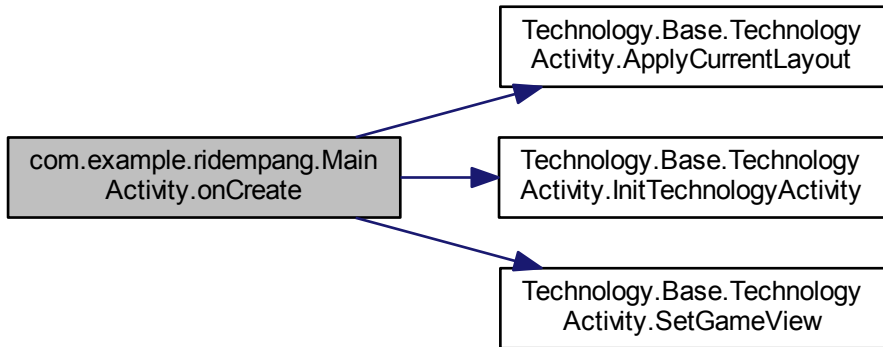 Technology.Base.Technology
Activity.ApplyCurrentLayout
com.example.ridempang.Main
Activity.onCreate
Technology.Base.Technology
Activity.InitTechnologyActivity
Technology.Base.Technology
Activity.SetGameView